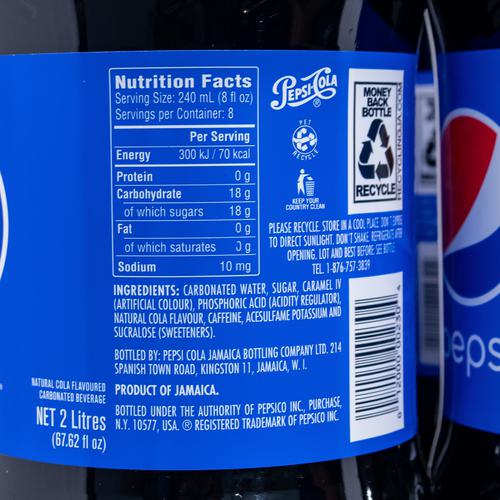 Nutrition Facts
Serving Size: 240 mL (8 fl oz)
Servings per Container: 8
Per Serving
Energy 300 kJ / 70 kcal
Protein 0 g
Carbohydrate 18 g
of which sugars 18 g
Fat 0 g
of which saturates 0 g
Sodium 10 mg
INGREDIENTS: CARBONATED WATER, SUGAR, CARAMEL IV
(ARTIFICIAL COLOUR), PHOSPHORIC ACID (ACIDITY REGULATOR),
NATURAL COLA FLAVOUR, CAFFEINE, ACESULFAME POTASSIUM AND
SUCRALOSE (SWEETENERS).
BOTTLED BY: PEPSI COLA JAMAICA BOTTLING COMPANY LTD. 214
SPANISH TOWN ROAD, KINGSTON 11, JAMAICA, W. I.
PRODUCT OF JAMAICA.
BOTTLED UNDER THE AUTHORITY OF PEPSICO INC., PURCHASE,
N.Y. 10577, USA. ® REGISTERED TRADEMARK OF PEPSICO INC.
NATURAL COLA FLAVOURED
CARBONATED BEVERAGE
NET 2 Litres
(67.62 fl oz)
PEPSI-COLA
®
PET
RECYCLE
KEEP YOUR
COUNTRY CLEAN
MONEY
BACK
BOTTLE
RECYCLE
RECYCLINGJA.COM
PLEASE RECYCLE. STORE IN A COOL PLACE. DON'T EXPOSE
TO DIRECT SUNLIGHT. DON'T SHAKE. REFRIGERATE AFTER
OPENING. LOT AND BEST BEFORE: SEE BOTTLE.
TEL. 1-876-757-3839
peps